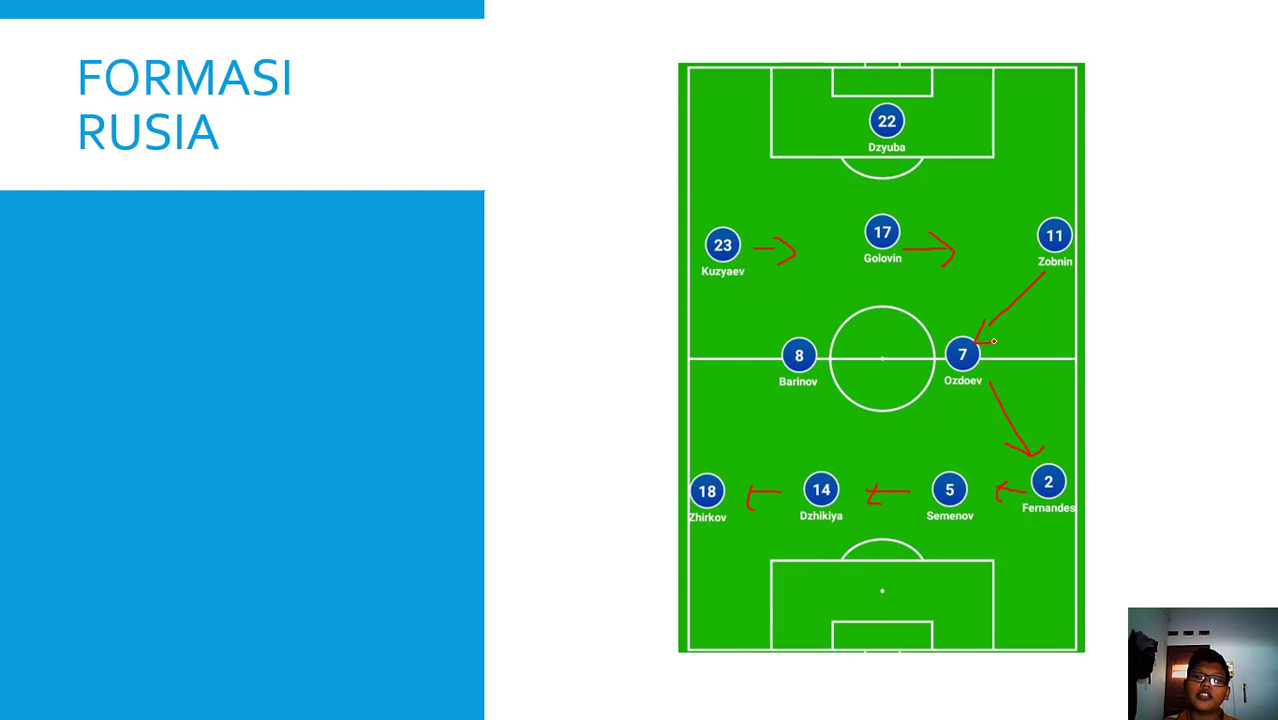 FORMASI
RUSIA
22
Dzyuba
23
Kuzyaev
17
Golovin
11
Zobnin
8
Barinov
7
Ozdoev
18
Zhirkov
14
Dzhikiya
5
Semenov
2
Fernandes